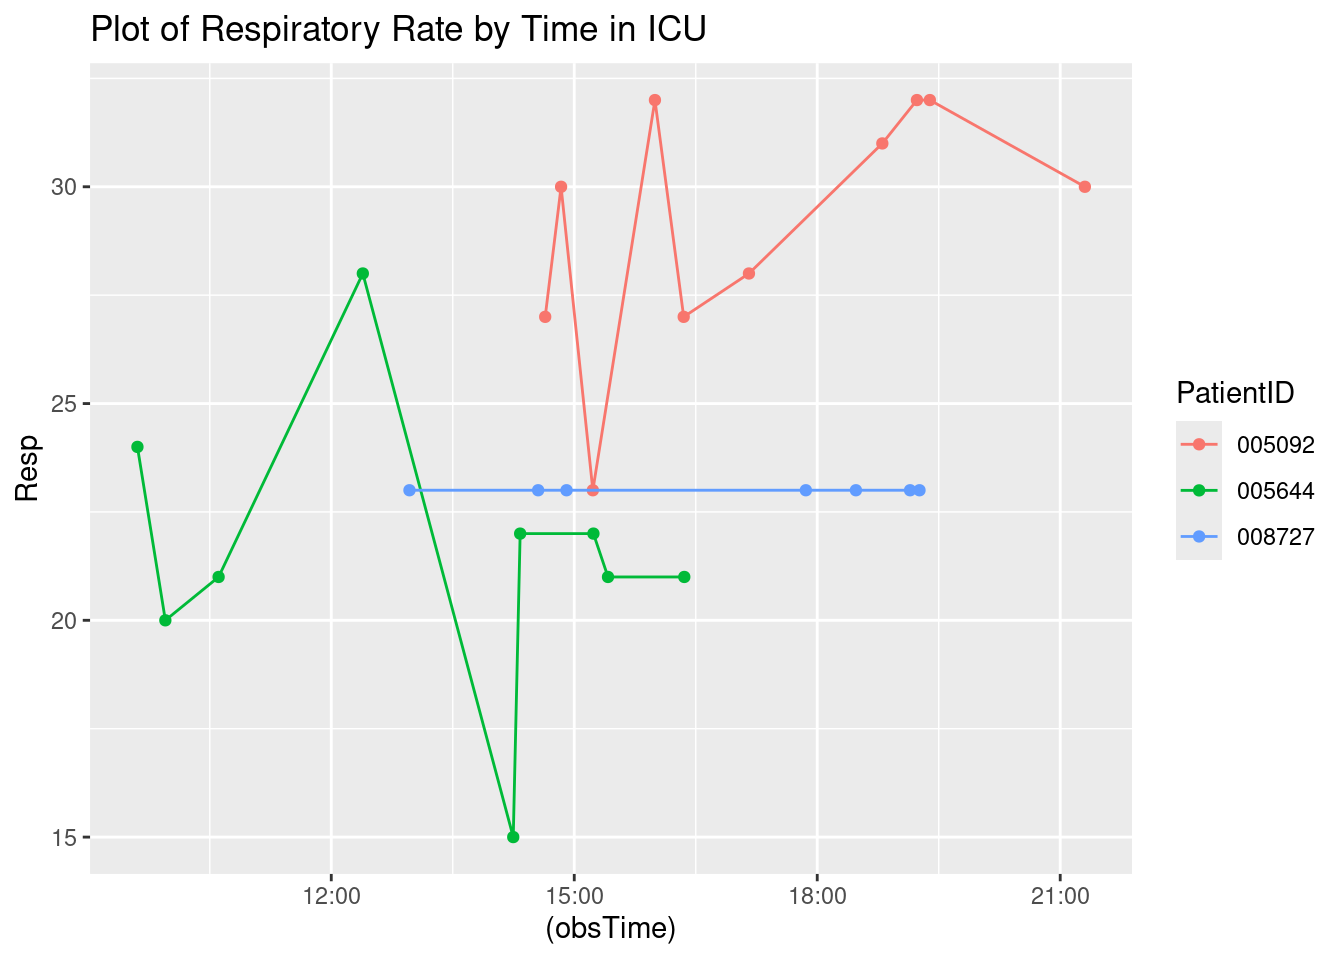 Plot of Respiratory Rate by Time in ICU
30
25
20
15
Resp
12:00
15:00
18:00
21:00
(obsTime)
PatientID
005092
005644
008727